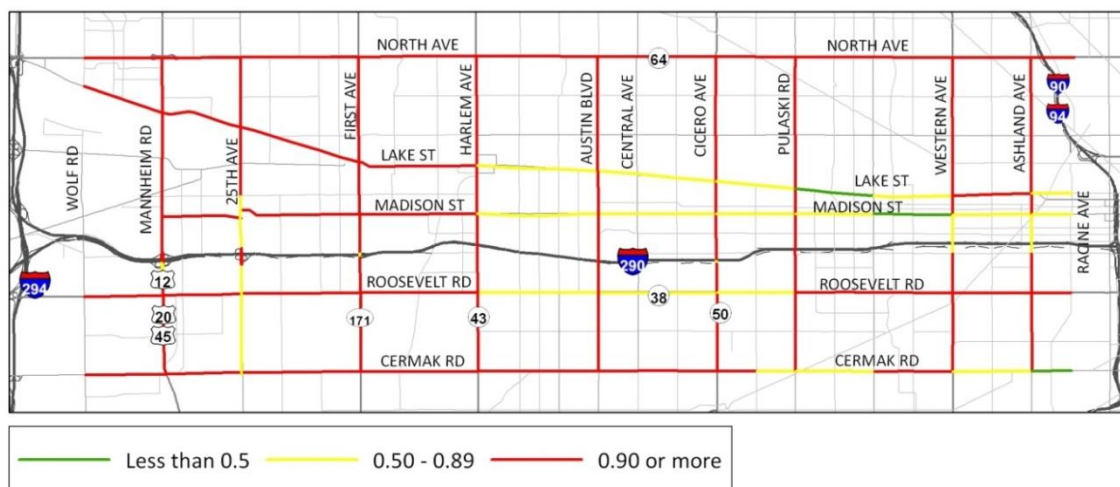 NORTH AVE
NORTH AVE
64
90
94
WOLF RD
MANNHEIM RD
25TH AVE
FIRST AVE
HARLEM AVE
AUSTIN BLVD
CENTRAL AVE
CICERO AVE
PULASKI RD
WESTERN AVE
ASHLAND AVE
RACINE AVE
LAKE ST
LAKE ST
MADISON ST
MADISON ST
290
294
12
ROOSEVELT RD
38
ROOSEVELT RD
20
45
171
43
50
CERMAK RD
CERMAK RD
Less than 0.5
0.50 - 0.89
0.90 or more